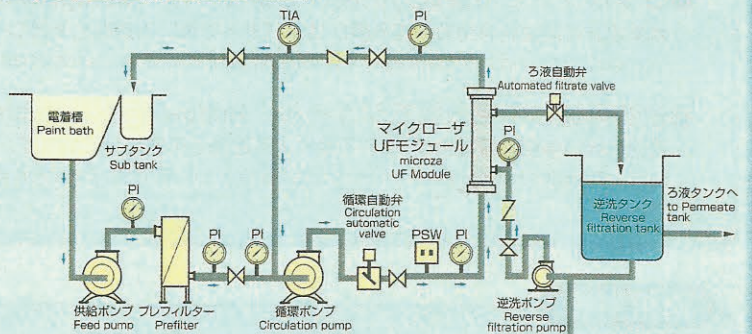 TIA
PI
PI
ろ液自動弁
Automated filtrate valve
電着槽
Paint bath
サブタンク
Sub tank
マイクローザ
UFモジュール
microza
UF Module
PI
逆洗タンク
Reverse
filtration tank
ろ液タンクへ
to Permeate
tank
PI
循環自動弁
Circulation
automatic
valve
PI
PI
PSW
PI
供給ポンプ
Feed pump
プレフィルター
Prefilter
循環ポンプ
Circulation pump
逆洗ポンプ
Reverse
filtration pump